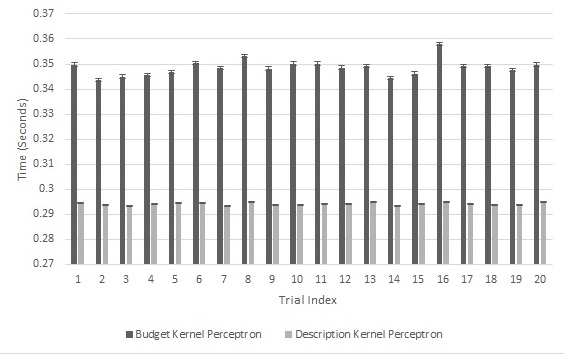 0.37
0.36
0.35
0.34
0.33
0.32
0.31
0.3
0.29
0.28
0.27
Time (Seconds)
1 2 3 4 5 6 7 8 9 10 11 12 13 14 15 16 17 18 19 20
Trial Index
Budget Kernel Perceptron Description Kernel Perceptron